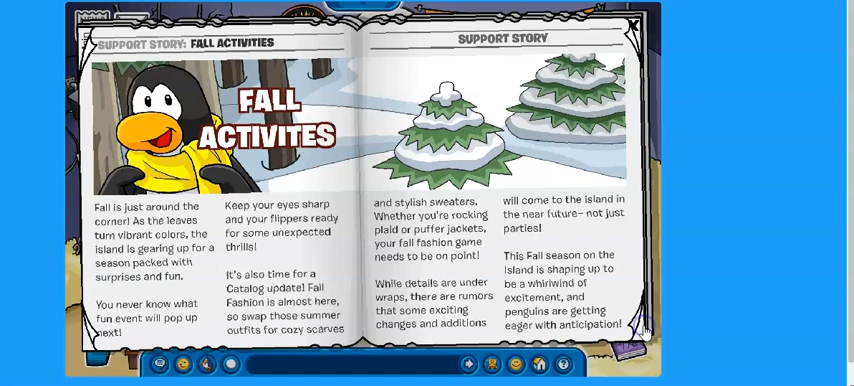 NEWS
SUPPORT STORY: FALL ACTIVITIES
FALL
ACTIVITES
Fall is just around the
corner! As the leaves
turn vibrant colors, the
island is gearing up for a
season packed with
surprises and fun.
You never know what
fun event will pop up
next!
Keep your eyes sharp
and your flippers ready
for some unexpected
thrills!
It's also time for a
Catalog update! Fall
Fashion is almost here,
so swap those summer
outfits for cozy scarves
SUPPORT STORY
X
and stylish sweaters.
Whether you're rocking
plaid or puffer jackets,
your fall fashion game
needs to be on point!
While details are under
wraps, there are rumors
that some exciting
changes and additions
will come to the island in
the near future– not just
parties!
This Fall season on the
Island is shaping up to
be a whirlwind of
excitement, and
penguins are getting
eager with anticipation!
?